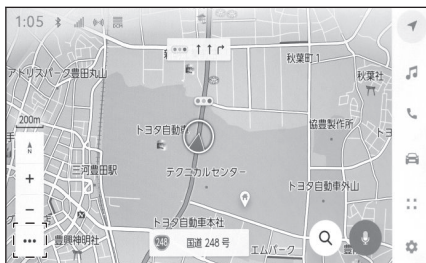 1:05
DCM
秋葉町1
アトリスパーク豊田丸山
秋葉社
200m
N
トヨタ自動
協豊製作所
三河豊田駅
テクニカルセンター
トヨタ自動車外山
トヨタ自動車本社
豊興神明社
248
国道 248 号
エムパーク